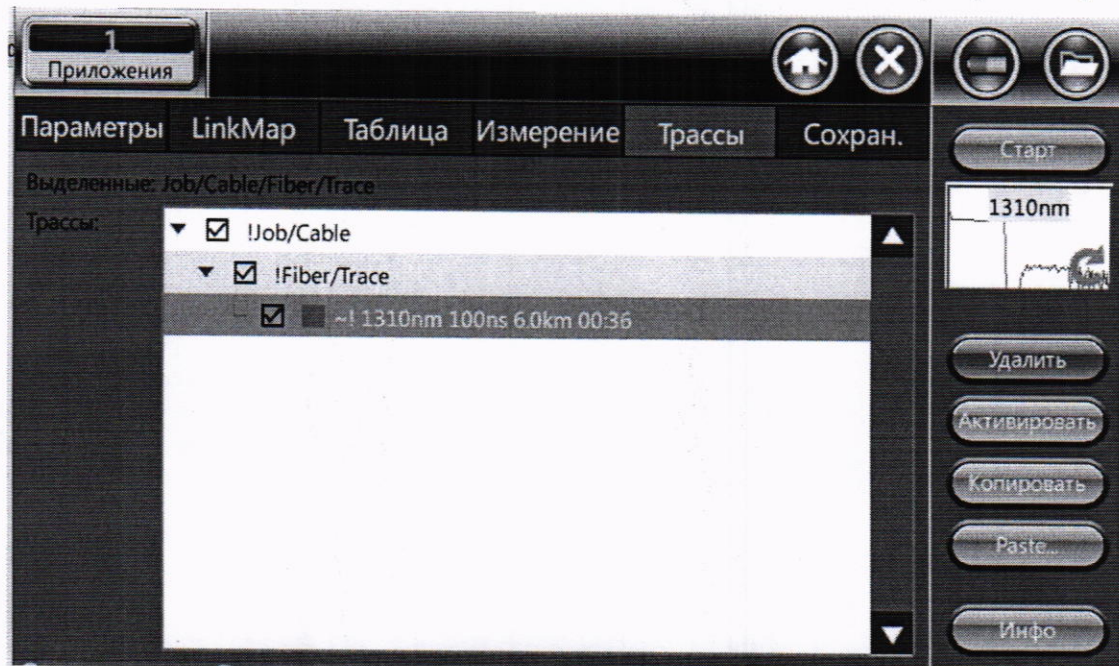 1
Приложения
Параметры LinkMap Таблица Измерение Трассы Сохран.
Старт
Выделенные: Job/Cable/Fiber/Trace
Трассы:
1310nm
!Job/Cable
!Fiber/Trace
~! 1310nm 100ns 6.0km 00:36
Удалить
Активировать
Копировать
Paste...
Инфо